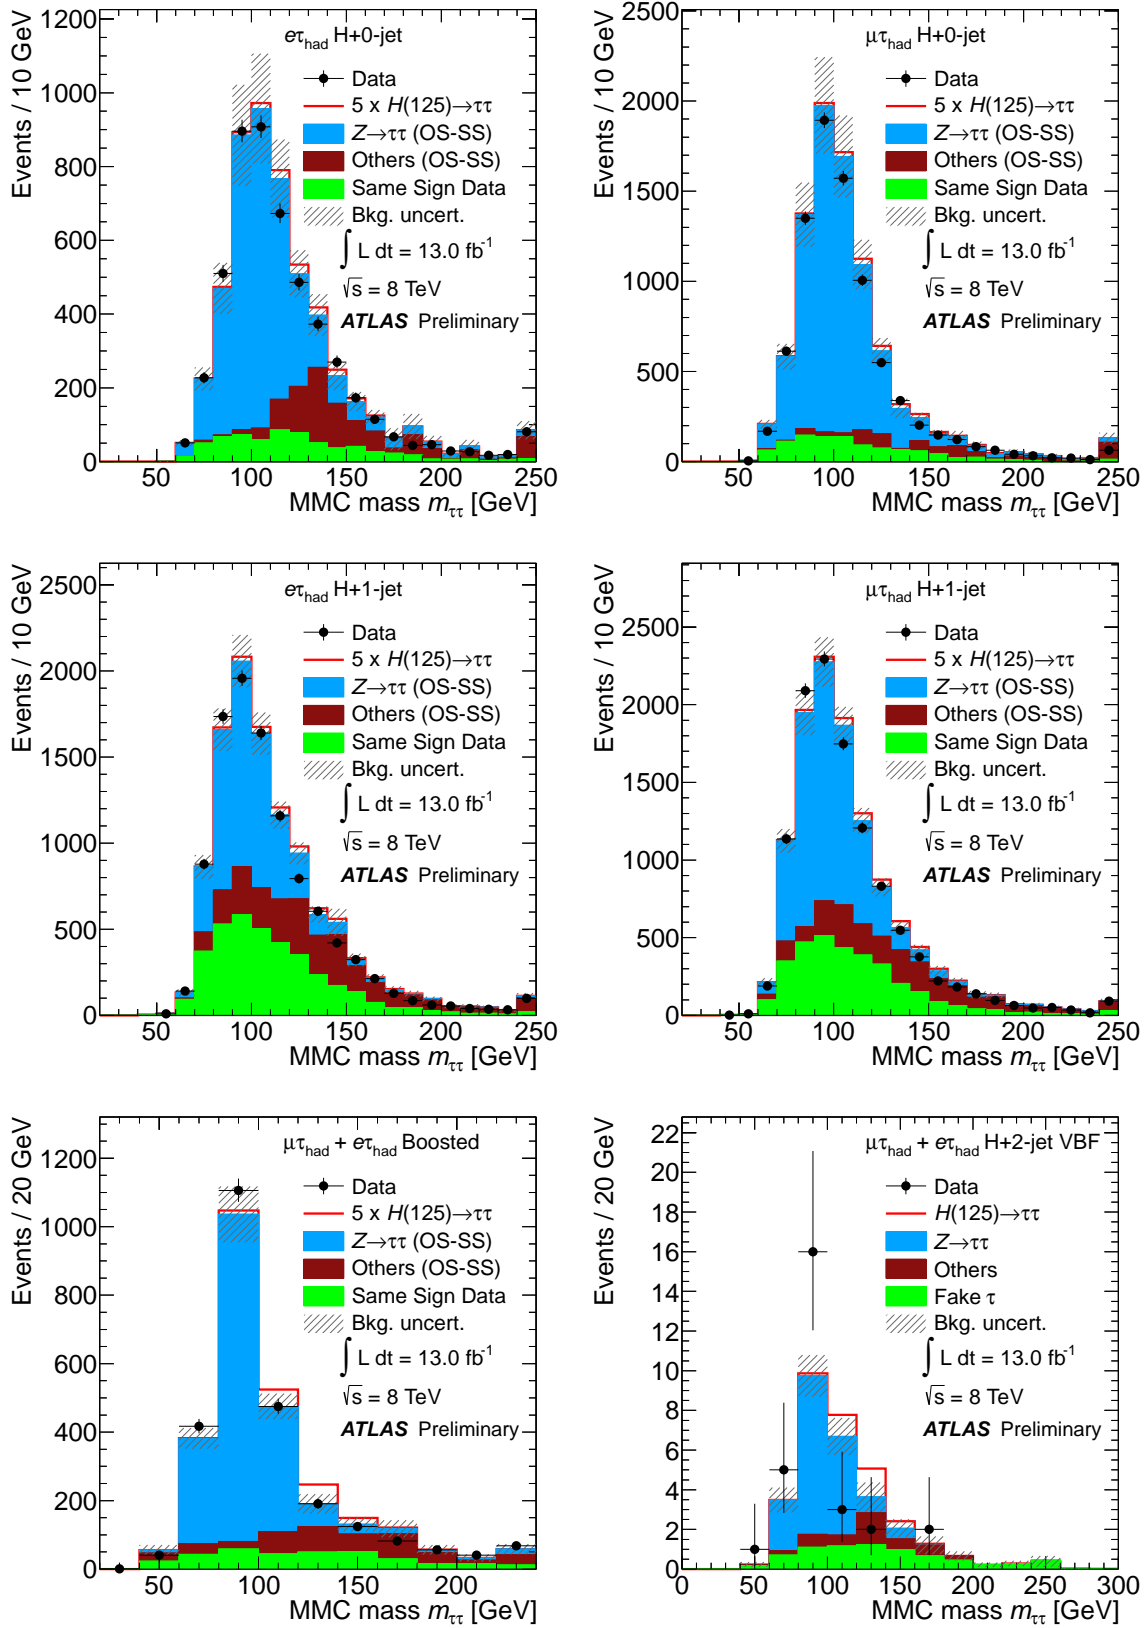 Events / 10 GeV
eτhad H+0-jet
Data
5 x H(125)→ττ
Z→ττ (OS-SS)
Others (OS-SS)
Same Sign Data
Bkg. uncert.
∫ L dt = 13.0 fb⁻¹
√s = 8 TeV
ATLAS Preliminary
0
200
400
600
800
1000
1200
50 100 150 200 250
MMC mass mττ [GeV]
Events / 10 GeV
μτhad H+0-jet
Data
5 x H(125)→ττ
Z→ττ (OS-SS)
Others (OS-SS)
Same Sign Data
Bkg. uncert.
∫ L dt = 13.0 fb⁻¹
√s = 8 TeV
ATLAS Preliminary
0
500
1000
1500
2000
2500
50 100 150 200 250
MMC mass mττ [GeV]
Events / 10 GeV
eτhad H+1-jet
Data
5 x H(125)→ττ
Z→ττ (OS-SS)
Others (OS-SS)
Same Sign Data
Bkg. uncert.
∫ L dt = 13.0 fb⁻¹
√s = 8 TeV
ATLAS Preliminary
0
500
1000
1500
2000
2500
50 100 150 200 250
MMC mass mττ [GeV]
Events / 10 GeV
μτhad H+1-jet
Data
5 x H(125)→ττ
Z→ττ (OS-SS)
Others (OS-SS)
Same Sign Data
Bkg. uncert.
∫ L dt = 13.0 fb⁻¹
√s = 8 TeV
ATLAS Preliminary
0
500
1000
1500
2000
2500
50 100 150 200 250
MMC mass mττ [GeV]
Events / 20 GeV
μτhad + eτhad Boosted
Data
5 x H(125)→ττ
Z→ττ (OS-SS)
Others (OS-SS)
Same Sign Data
Bkg. uncert.
∫ L dt = 13.0 fb⁻¹
√s = 8 TeV
ATLAS Preliminary
0
200
400
600
800
1000
1200
50 100 150 200
MMC mass mττ [GeV]
Events / 20 GeV
μτhad + eτhad H+2-jet VBF
Data
H(125)→ττ
Z→ττ
Others
Fake τ
Bkg. uncert.
∫ L dt = 13.0 fb⁻¹
√s = 8 TeV
ATLAS Preliminary
0
2
4
6
8
10
12
14
16
18
20
22
0 50 100 150 200 250 300
MMC mass mττ [GeV]